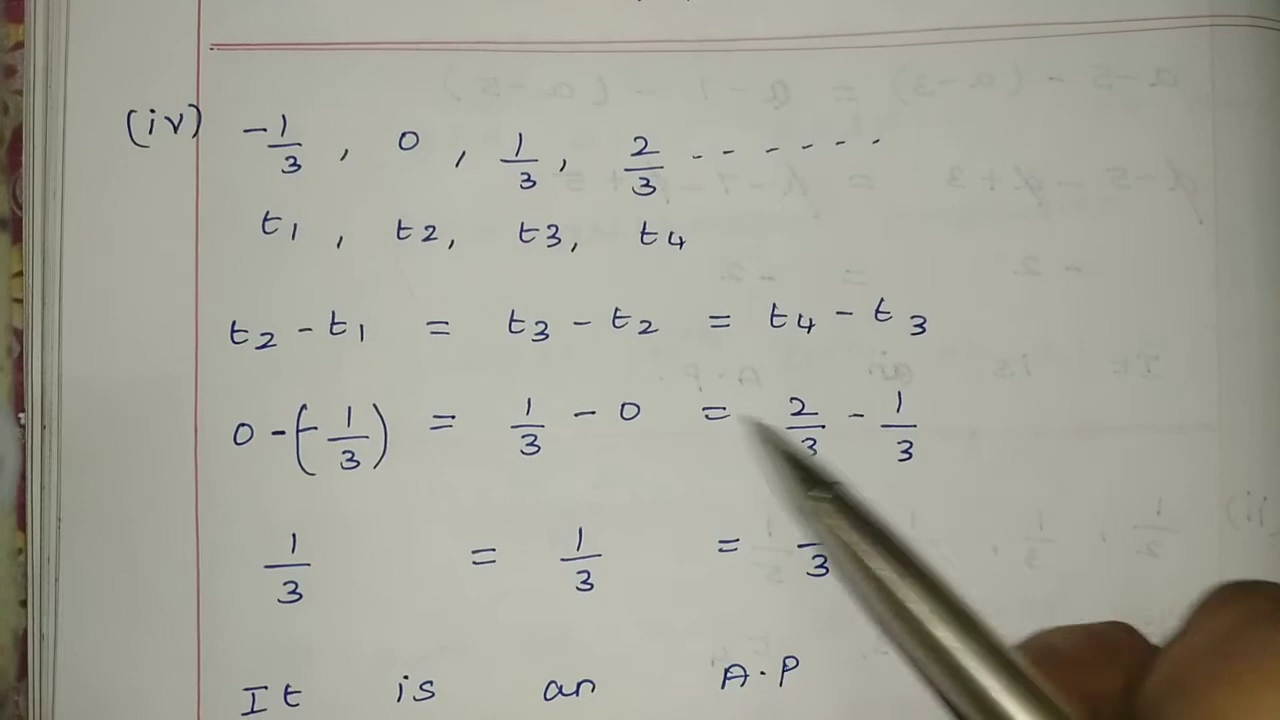 (iv) -1/3, 0, 1/3, 2/3 - - - - - -
t1, t2, t3, t4
t2 - t1 = t3 - t2 = t4 - t3
0 - (-1/3) = 1/3 - 0 = 2/3 - 1/3
1/3 = 1/3 = /3
It is an A.P